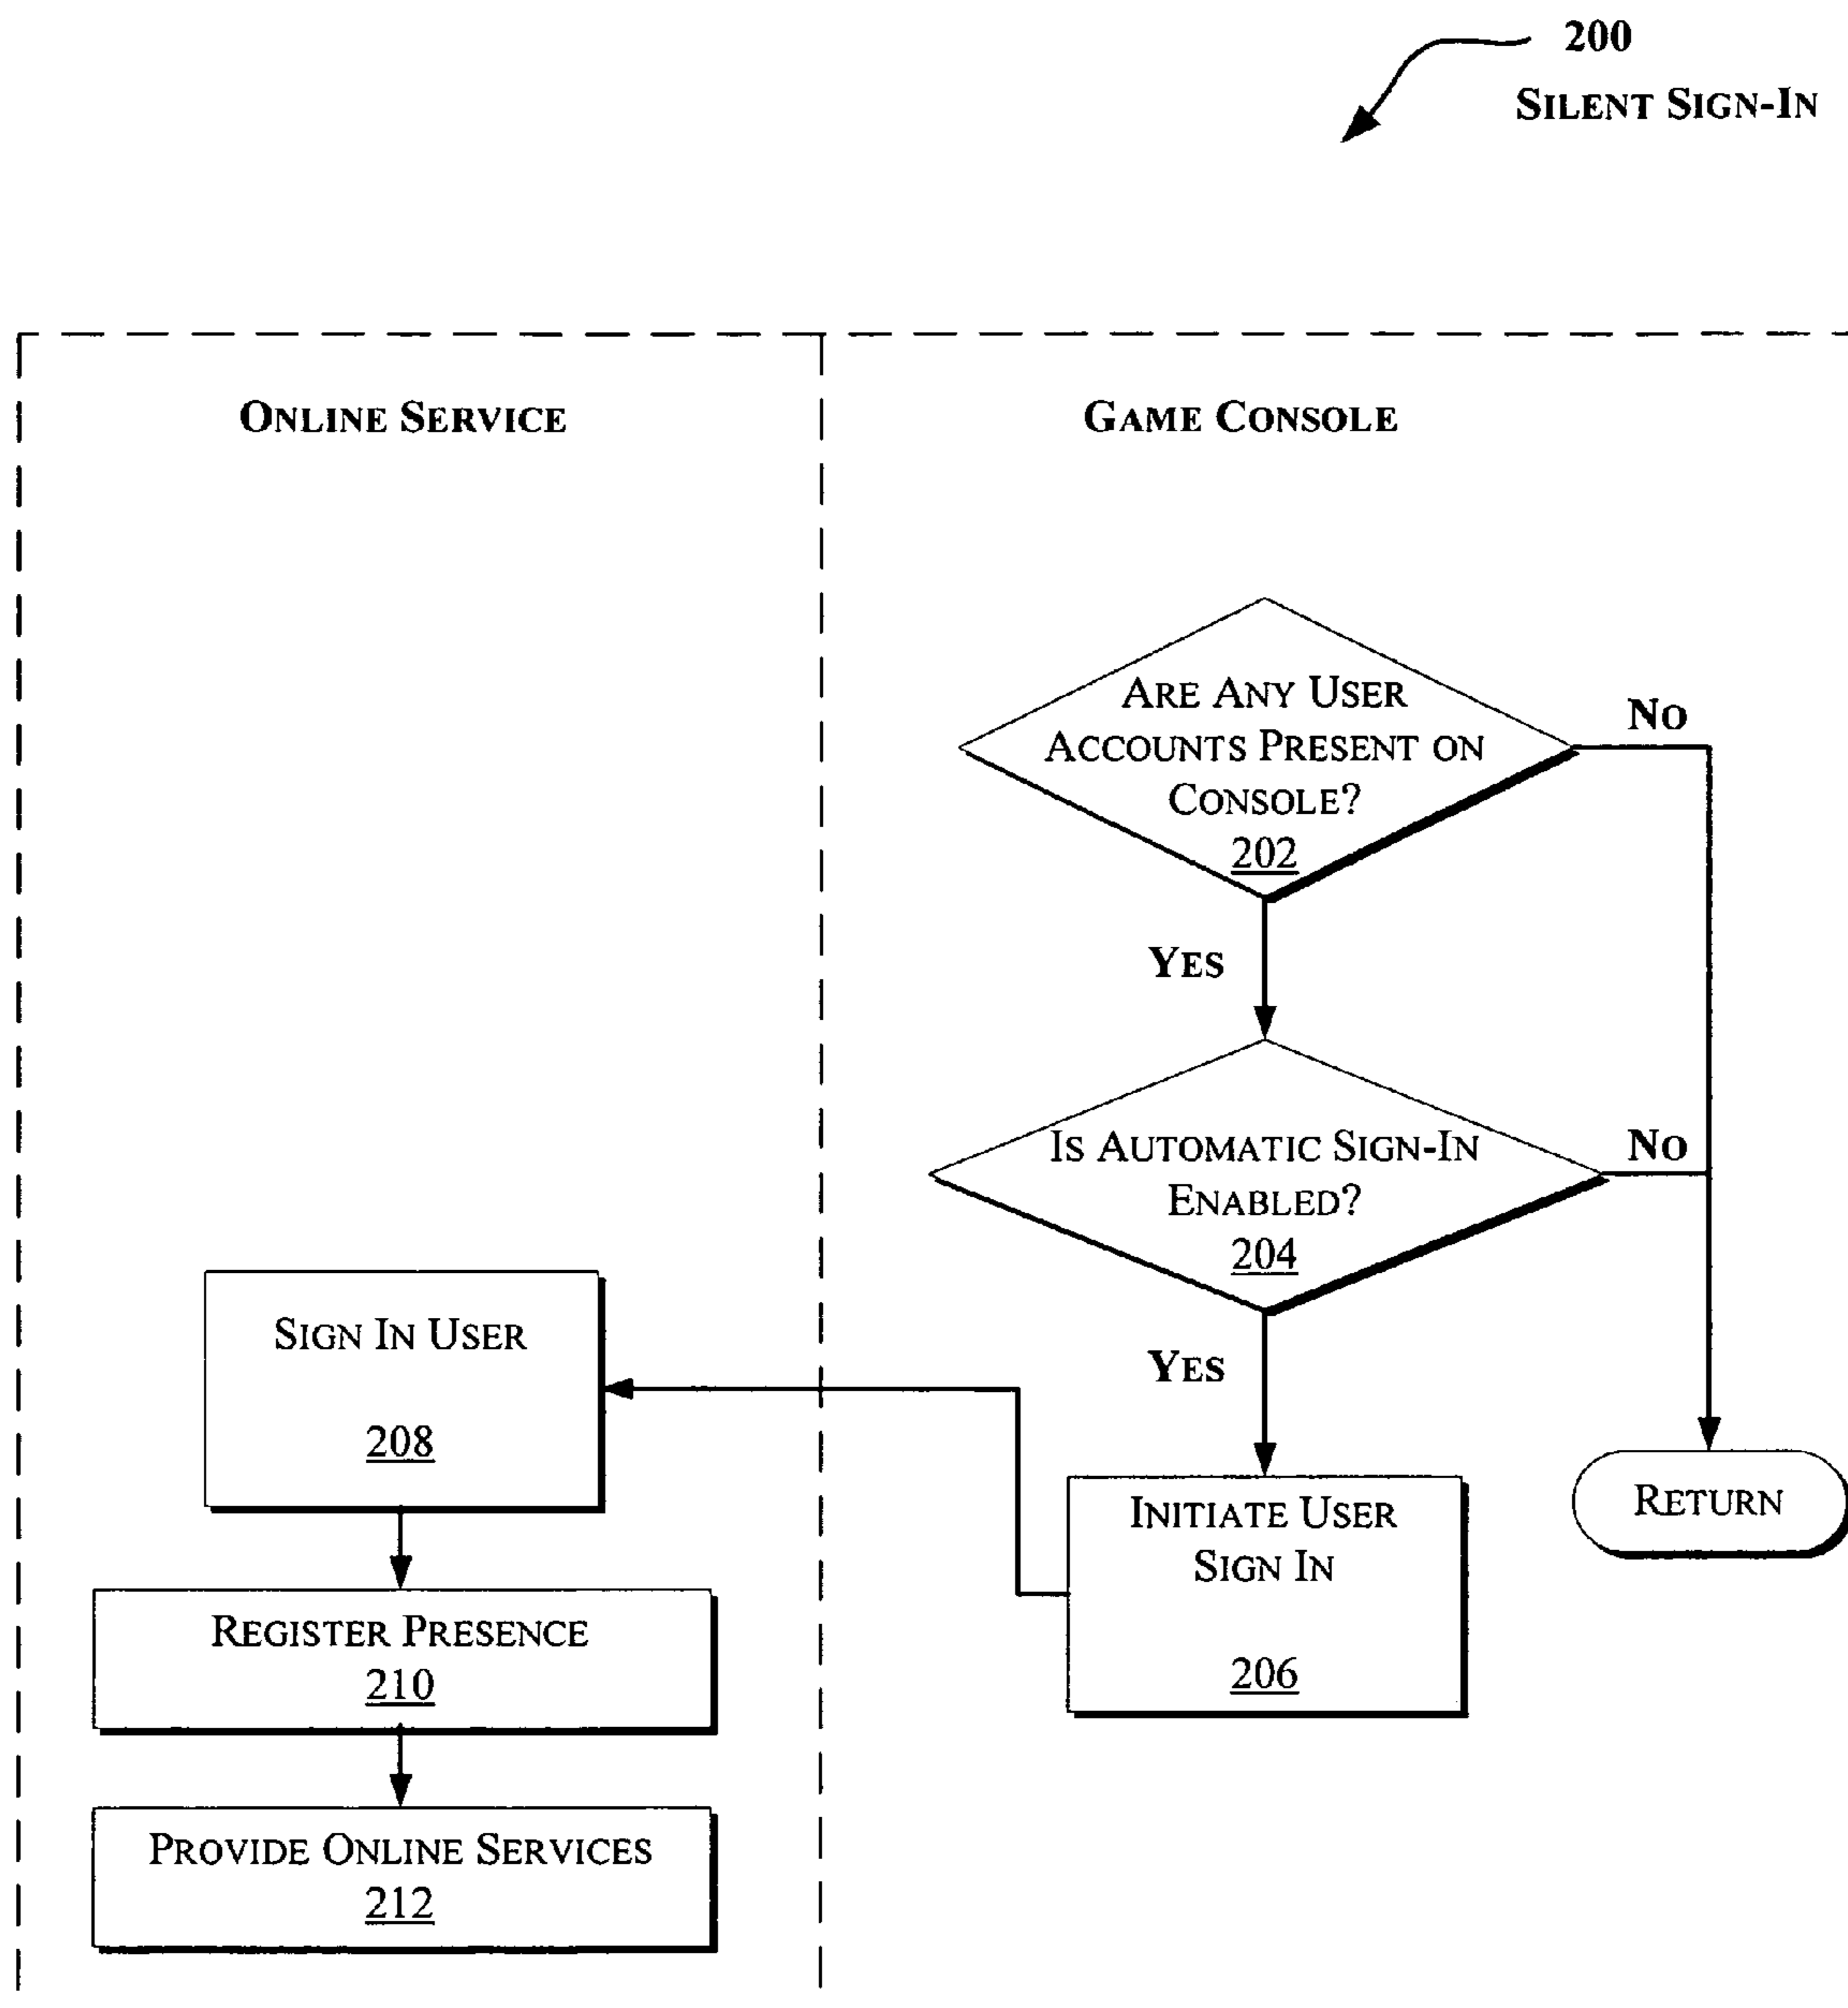 200
SILENT SIGN-IN
ONLINE SERVICE
GAME CONSOLE
ARE ANY USER
ACCOUNTS PRESENT ON
CONSOLE?
202
NO
YES
IS AUTOMATIC SIGN-IN
ENABLED?
204
NO
YES
SIGN IN USER
208
INITIATE USER
SIGN IN
206
RETURN
REGISTER PRESENCE
210
PROVIDE ONLINE SERVICES
212